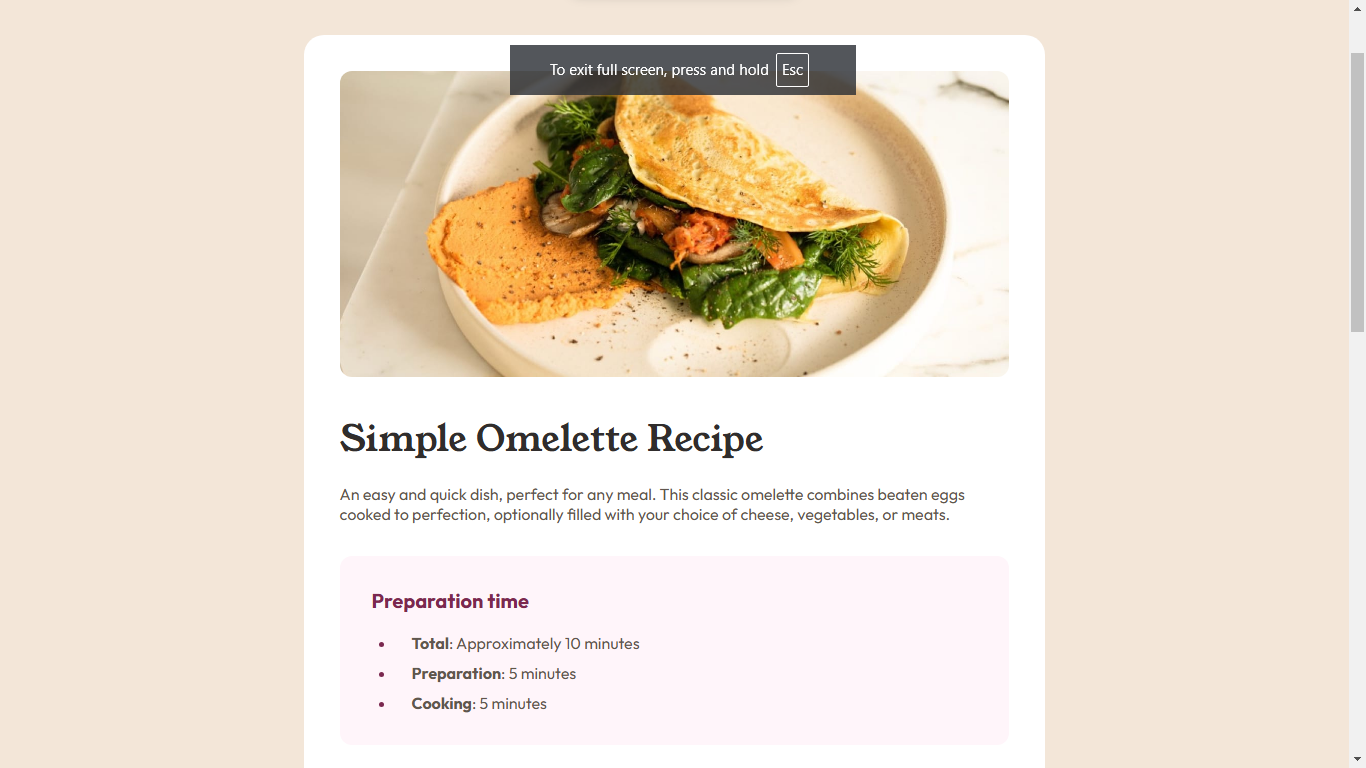 To exit full screen, press and hold Esc
Simple Omelette Recipe
An easy and quick dish, perfect for any meal. This classic omelette combines beaten eggs
cooked to perfection, optionally filled with your choice of cheese, vegetables, or meats.
Preparation time
• Total: Approximately 10 minutes
• Preparation: 5 minutes
• Cooking: 5 minutes